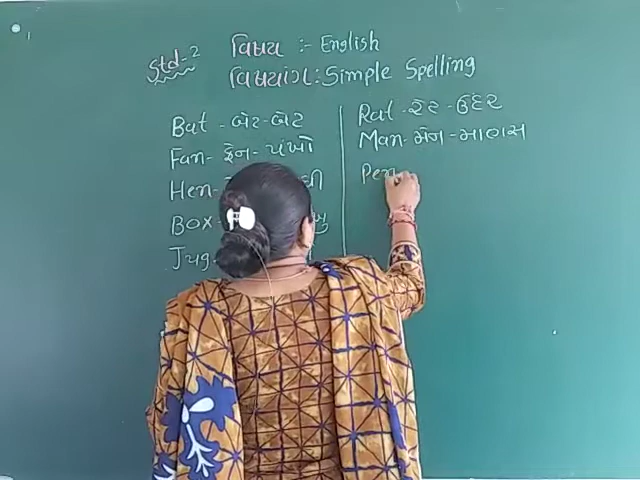 Std-2 વિષય :- English
વિષયાંગ : Simple Spelling
Bat - બેટ - બેટ
Fan - ફેન - પંખો
Hen -
Box -
Jug
Rat - રેટ - ઉંદર
Man - મેન - માણસ
Pen